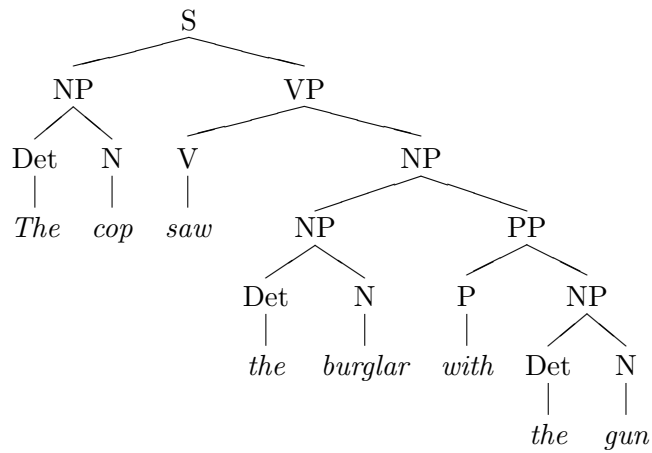 S
NP VP
Det N V NP
The cop saw NP PP
Det N P NP
the burglar with Det N
the gun